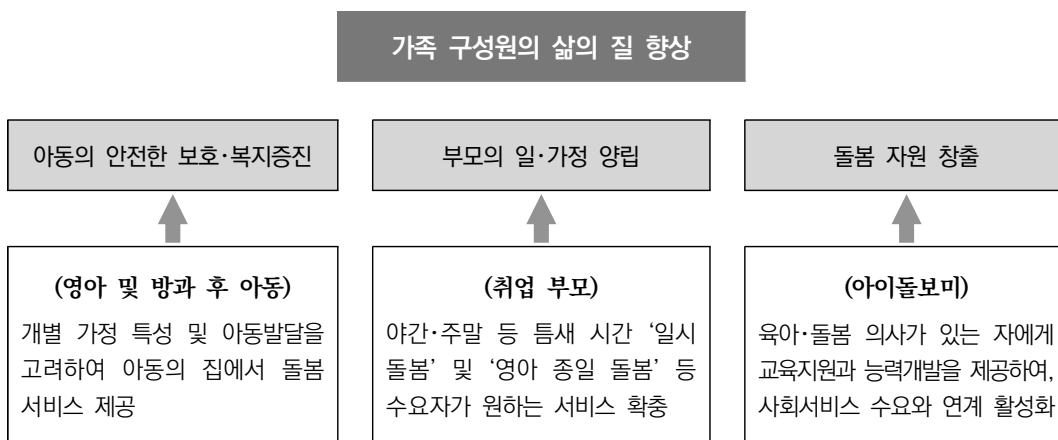 가족 구성원의 삶의 질 향상
아동의 안전한 보호·복지증진
부모의 일·가정 양립
돌봄 자원 창출
(영아 및 방과 후 아동)
개별 가정 특성 및 아동발달을
고려하여 아동의 집에서 돌봄
서비스 제공
(취업 부모)
야간·주말 등 틈새 시간 ‘일시
돌봄’ 및 ‘영아 종일 돌봄’ 등
수요자가 원하는 서비스 확충
(아이돌보미)
육아·돌봄 의사가 있는 자에게
교육지원과 능력개발을 제공하여,
사회서비스 수요와 연계 활성화